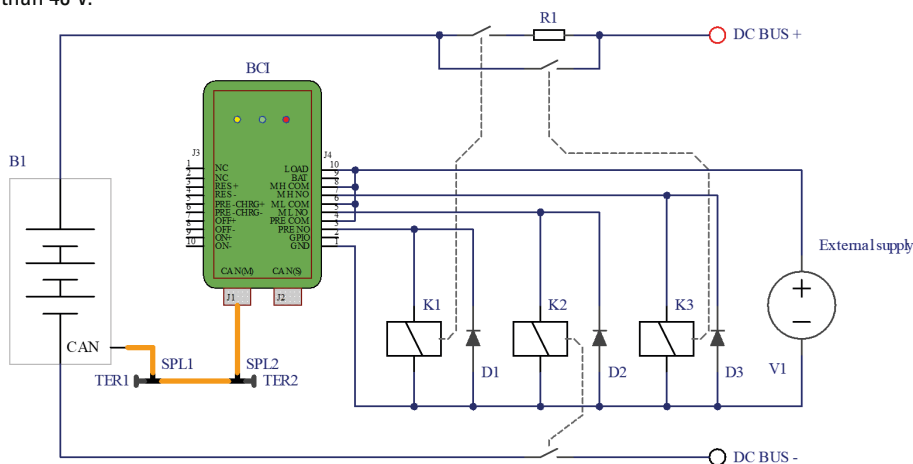 than 48 V.
R1
DC BUS +
BCI
B1
J3
J4
1 NC
2 NC
3 RES+
4 RES-
5 PRE-CHRG+
6 PRE-CHRG-
7 OFF+
8 OFF-
9 ON+
10 ON-
LOAD 10
BAT 9
MH COM 8
MH NO 7
ML COM 6
ML NO 5
PRE COM 4
PRE NO 3
GPIO 2
GND 1
CAN(M) CAN(S)
J1 J2
External supply
K1
K2
K3
CAN
SPL1
SPL2
TER1
TER2
D1
D2
D3
V1
DC BUS -